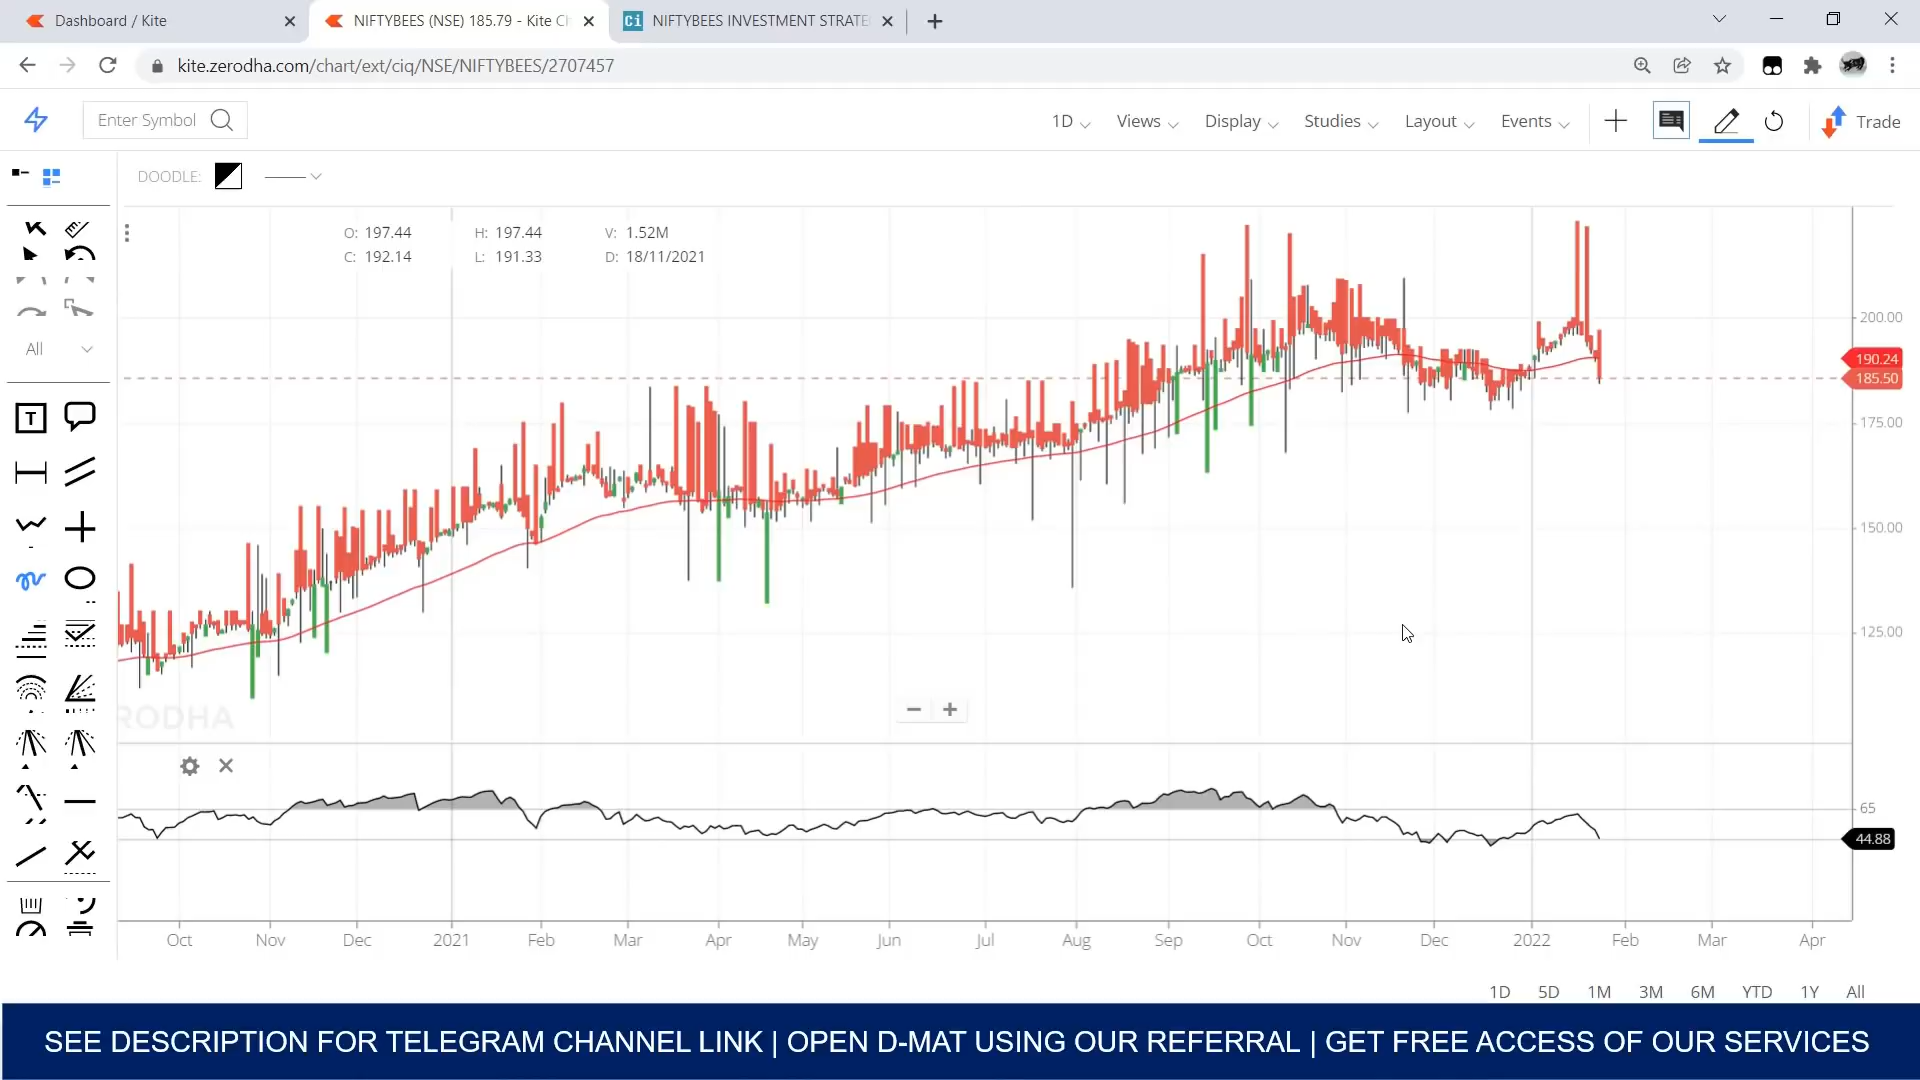 Dashboard / Kite
NIFTYBEES (NSE) 185.79 - Kite Ch
Ci NIFTYBEES INVESTMENT STRATE
kite.zerodha.com/chart/ext/ciq/NSE/NIFTYBEES/2707457
Enter Symbol
1D Views Display Studies Layout Events Trade
DOODLE:
O: 197.44 H: 197.44 V: 1.52M
C: 192.14 L: 191.33 D: 18/11/2021
All
T
200.00
190.24
185.50
175.00
150.00
125.00
RODHA
65
44.88
Oct Nov Dec 2021 Feb Mar Apr May Jun Jul Aug Sep Oct Nov Dec 2022 Feb Mar Apr
1D 5D 1M 3M 6M YTD 1Y All
SEE DESCRIPTION FOR TELEGRAM CHANNEL LINK | OPEN D-MAT USING OUR REFERRAL | GET FREE ACCESS OF OUR SERVICES